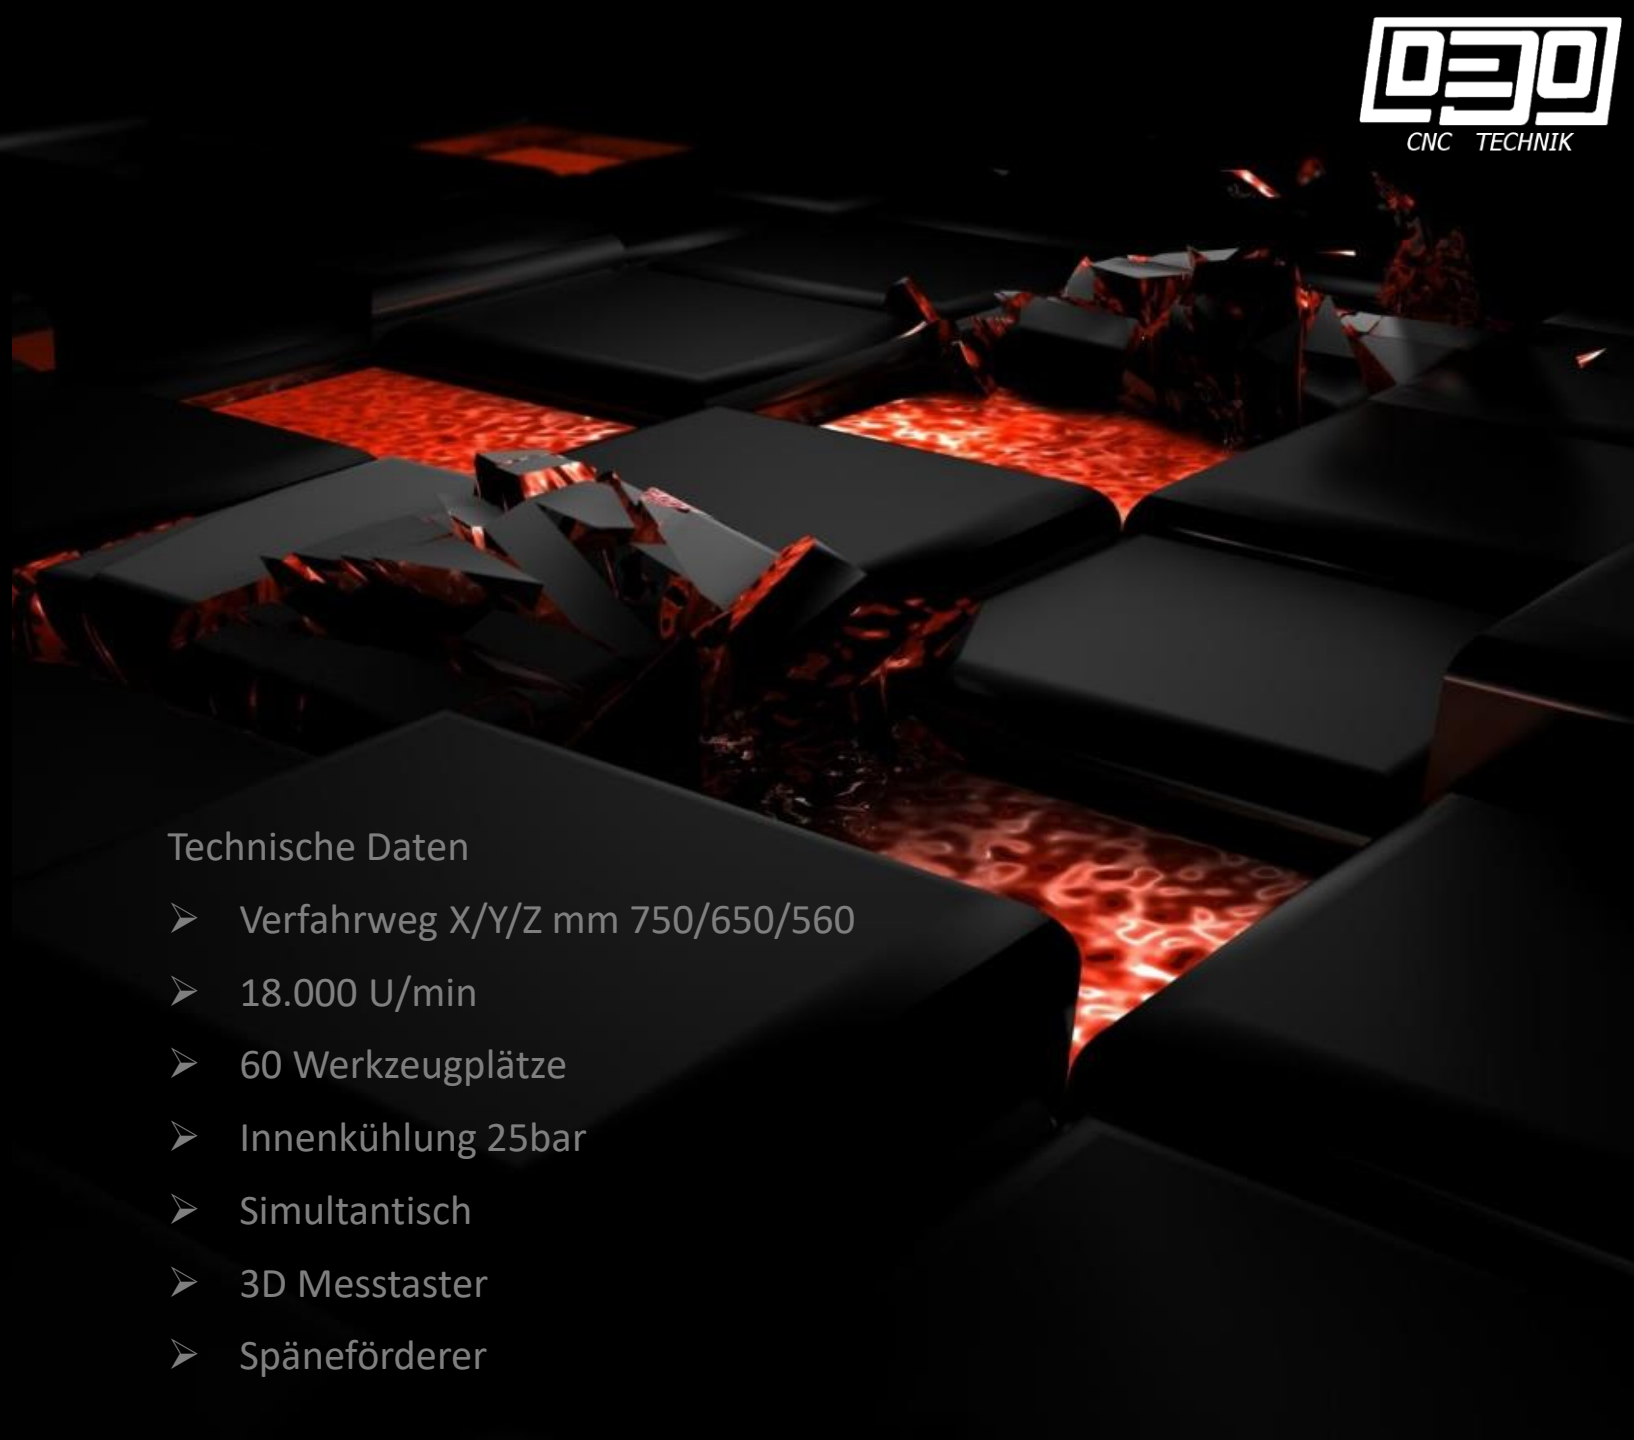 CNC TECHNIK
Technische Daten
➢ Verfahrweg X/Y/Z mm 750/650/560
➢ 18.000 U/min
➢ 60 Werkzeugplätze
➢ Innenkühlung 25bar
➢ Simultantisch
➢ 3D Messtaster
➢ Späneförderer